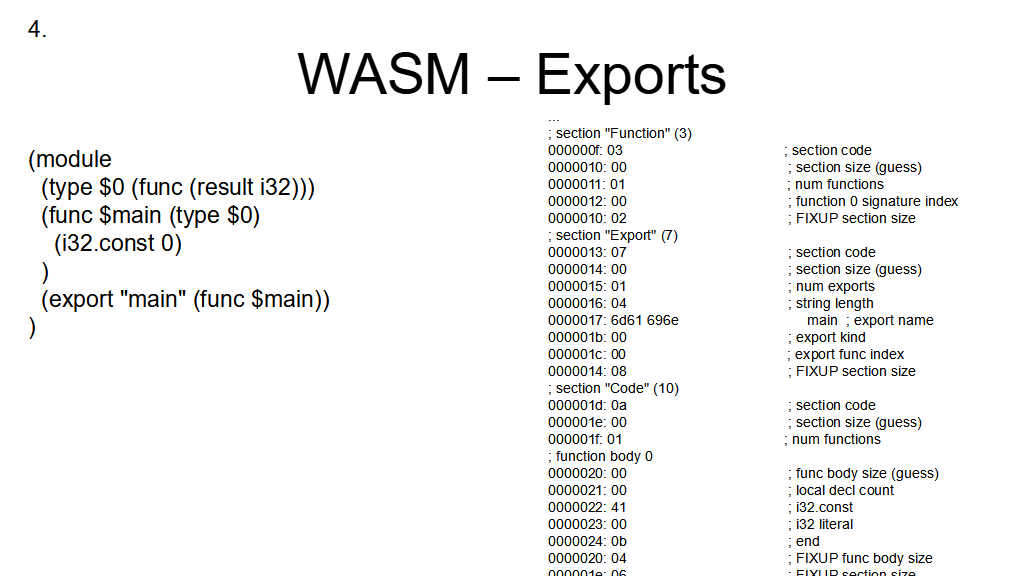 4.
WASM – Exports
(module
(type $0 (func (result i32)))
(func $main (type $0)
(i32.const 0)
)
(export "main" (func $main))
)
...
; section "Function" (3)
000000f: 03 ; section code
0000010: 00 ; section size (guess)
0000011: 01 ; num functions
0000012: 00 ; function 0 signature index
0000010: 02 ; FIXUP section size
; section "Export" (7)
0000013: 07 ; section code
0000014: 00 ; section size (guess)
0000015: 01 ; num exports
0000016: 04 ; string length
0000017: 6d61 696e main ; export name
000001b: 00 ; export kind
000001c: 00 ; export func index
0000014: 08 ; FIXUP section size
; section "Code" (10)
000001d: 0a ; section code
000001e: 00 ; section size (guess)
000001f: 01 ; num functions
; function body 0
0000020: 00 ; func body size (guess)
0000021: 00 ; local decl count
0000022: 41 ; i32.const
0000023: 00 ; i32 literal
0000024: 0b ; end
0000020: 04 ; FIXUP func body size
000001e: 06 ; FIXUP section size